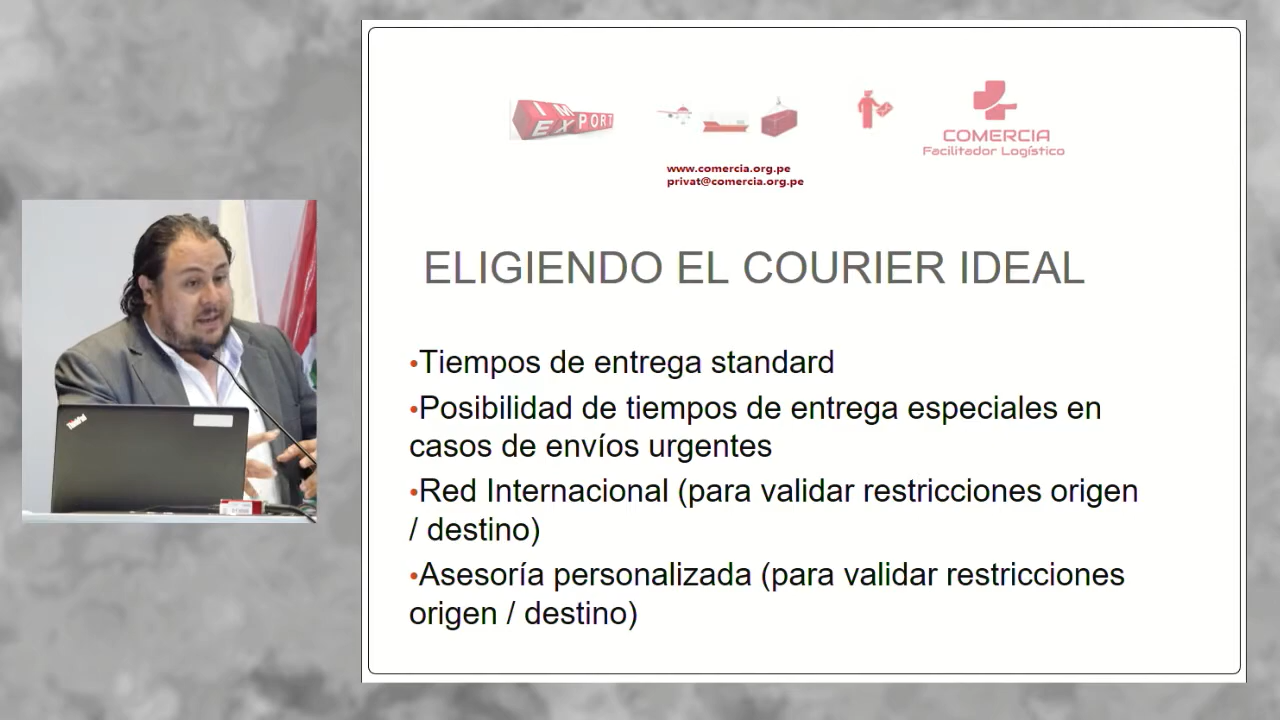 IM
EXPORT
COMERCIA
Facilitador Logístico
www.comercia.org.pe
privat@comercia.org.pe
ELIGIENDO EL COURIER IDEAL
•Tiempos de entrega standard
•Posibilidad de tiempos de entrega especiales en
casos de envíos urgentes
•Red Internacional (para validar restricciones origen
/ destino)
•Asesoría personalizada (para validar restricciones
origen / destino)
ThinkPad